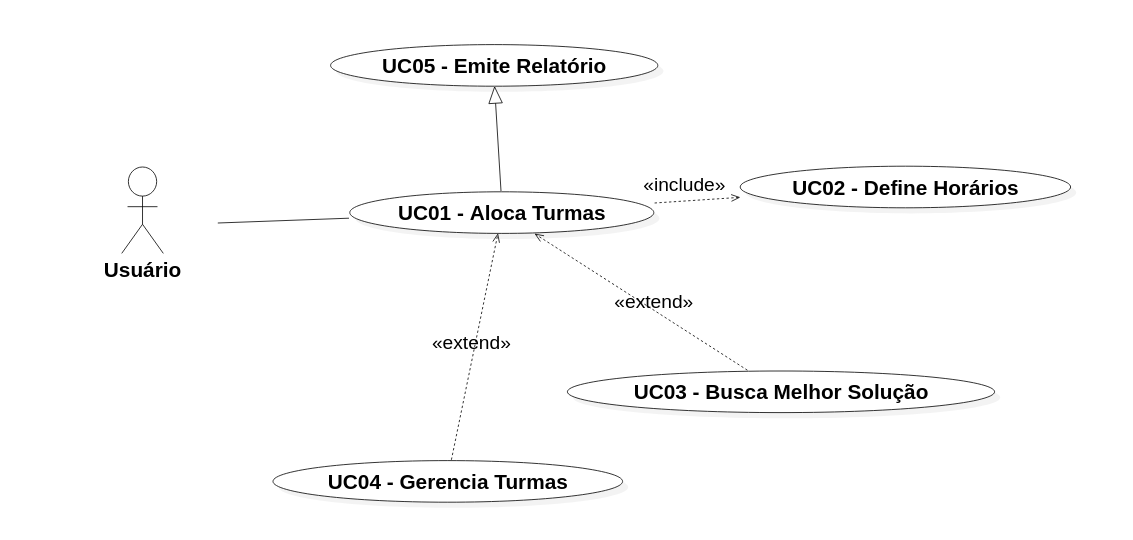 UC05 - Emite Relatório
«include»
UC02 - Define Horários
UC01 - Aloca Turmas
Usuário
«extend»
«extend»
UC03 - Busca Melhor Solução
UC04 - Gerencia Turmas